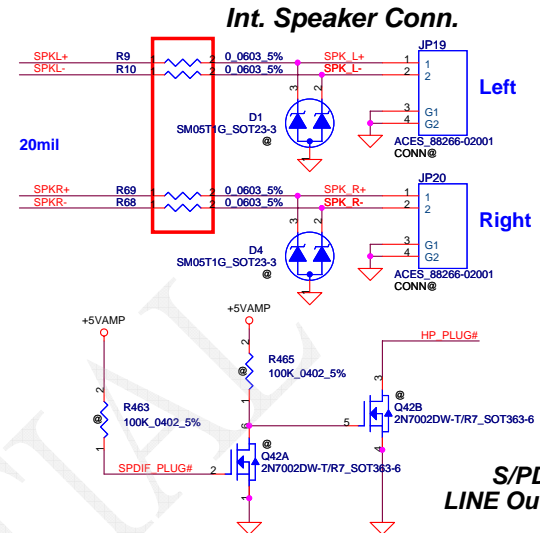 Int. Speaker Conn.
JP19
SPKL+ R9 1 2 0_0603_5% SPK_L+ 1 1
SPKL- R10 1 2 0_0603_5% SPK_L- 2 2
Left
3 G1
4 G2
20mil
3 2
D1
SM05T1G_SOT23-3
@
1
ACES_88266-02001
CONN@
JP20
SPKR+ R69 1 2 0_0603_5% SPK_R+ 1 1
SPKR- R68 1 2 0_0603_5% SPK_R- 2 2
Right
3 G1
4 G2
3 2
D4
SM05T1G_SOT23-3
@
1
ACES_88266-02001
CONN@
+5VAMP
+5VAMP
HP_PLUG#
2
R465
100K_0402_5%
@
1
3
@
Q42B
2N7002DW-T/R7_SOT363-6
5
4
2
R463
100K_0402_5%
@
1
6
@
Q42A
2N7002DW-T/R7_SOT363-6
SPDIF_PLUG# 2
1
S/PD
LINE Ou
TIAL